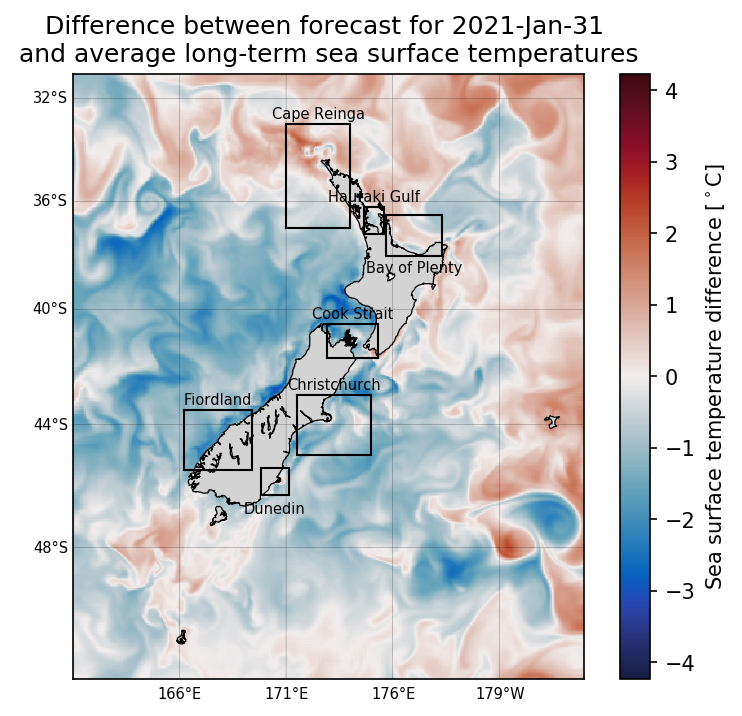 Difference between forecast for 2021-Jan-31
and average long-term sea surface temperatures
32°S
36°S
40°S
44°S
48°S
166°E
171°E
176°E
179°W
Cape Reinga
Hauraki Gulf
Bay of Plenty
Cook Strait
Christchurch
Fiordland
Dunedin
4
3
2
1
0
−1
−2
−3
−4
Sea surface temperature difference [°C]